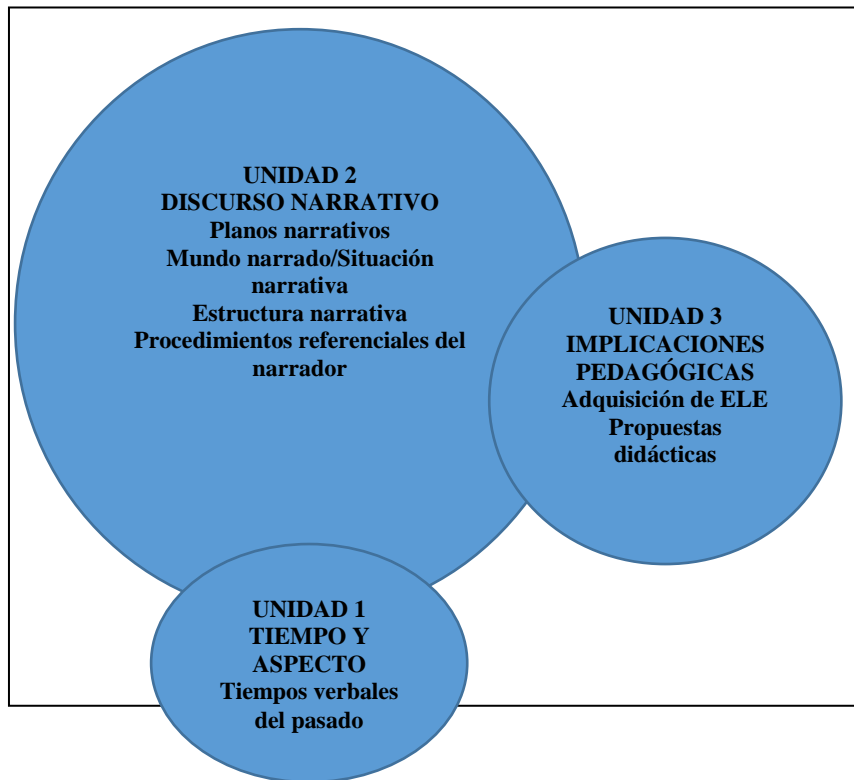 UNIDAD 2
DISCURSO NARRATIVO
Planos narrativos
Mundo narrado/Situación
narrativa
Estructura narrativa
Procedimientos referenciales del
narrador
UNIDAD 3
IMPLICACIONES
PEDAGÓGICAS
Adquisición de ELE
Propuestas
didácticas
UNIDAD 1
TIEMPO Y
ASPECTO
Tiempos verbales
del pasado